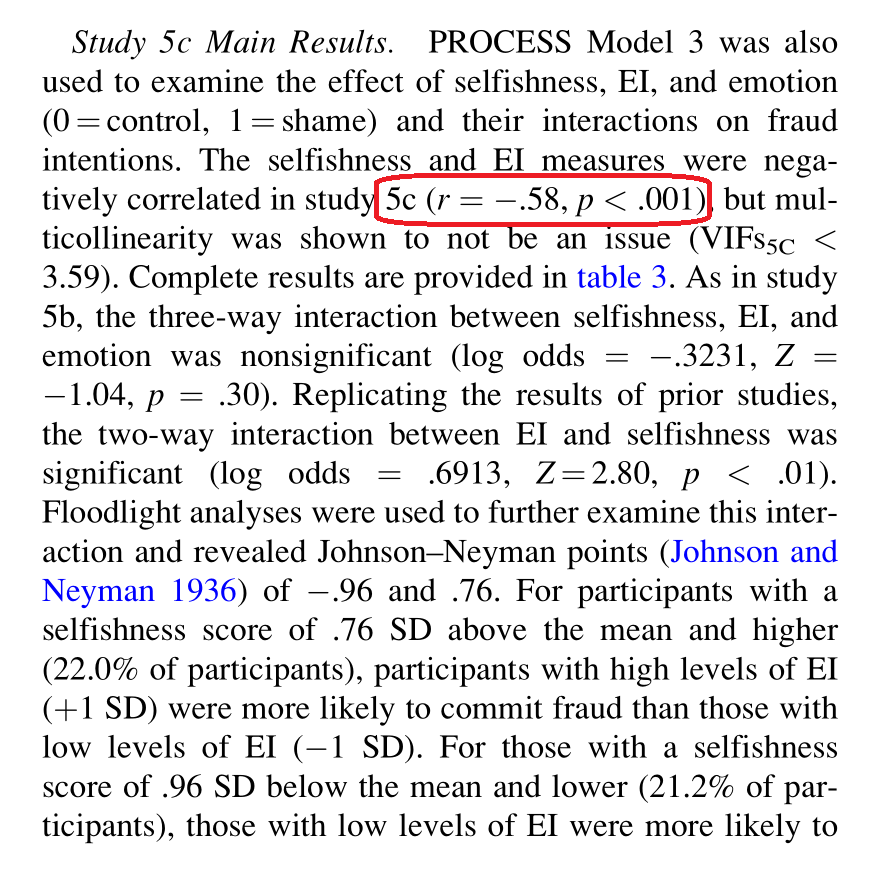 Study 5c Main Results. PROCESS Model 3 was also
used to examine the effect of selfishness, EI, and emotion
(0 = control, 1 = shame) and their interactions on fraud
intentions. The selfishness and EI measures were nega-
tively correlated in study 5c (r = −.58, p < .001), but mul-
ticollinearity was shown to not be an issue (VIFs5C <
3.59). Complete results are provided in table 3. As in study
5b, the three-way interaction between selfishness, EI, and
emotion was nonsignificant (log odds = −.3231, Z =
−1.04, p = .30). Replicating the results of prior studies,
the two-way interaction between EI and selfishness was
significant (log odds = .6913, Z = 2.80, p < .01).
Floodlight analyses were used to further examine this inter-
action and revealed Johnson–Neyman points (Johnson and
Neyman 1936) of −.96 and .76. For participants with a
selfishness score of .76 SD above the mean and higher
(22.0% of participants), participants with high levels of EI
(+1 SD) were more likely to commit fraud than those with
low levels of EI (−1 SD). For those with a selfishness
score of .96 SD below the mean and lower (21.2% of par-
ticipants), those with low levels of EI were more likely to